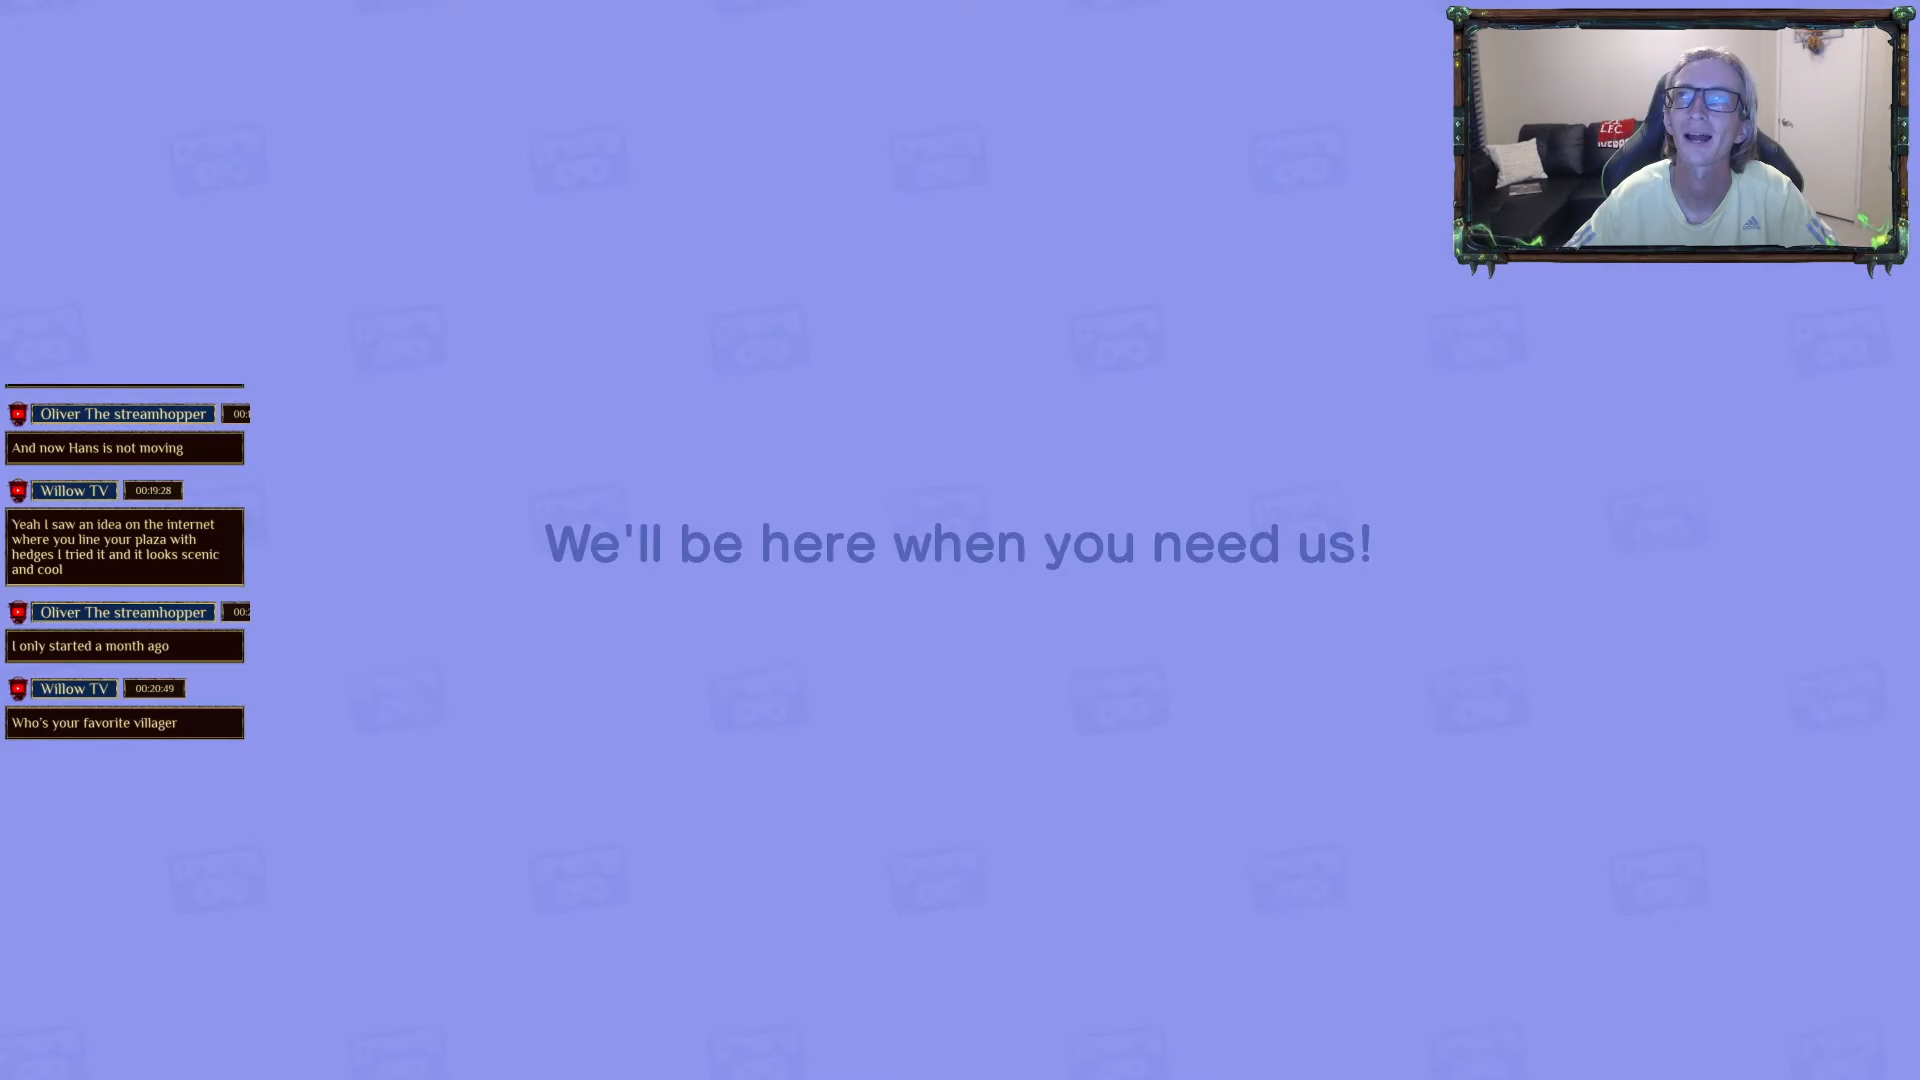 L.F.C.
Oliver The streamhopper
And now Hans is not moving
Willow TV 00:19:28
Yeah I saw an idea on the internet
where you line your plaza with
hedges I tried it and it looks scenic
and cool
We'll be here when you need us!
Oliver The streamhopper
I only started a month ago
Willow TV 00:20:49
Who's your favorite villager